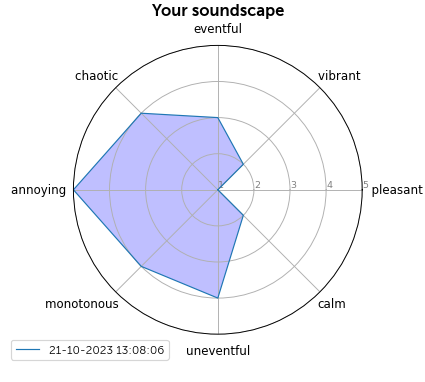 Your soundscape
eventful
chaotic
vibrant
annoying
1 2 3 4 5
pleasant
monotonous
calm
uneventful
21-10-2023 13:08:06